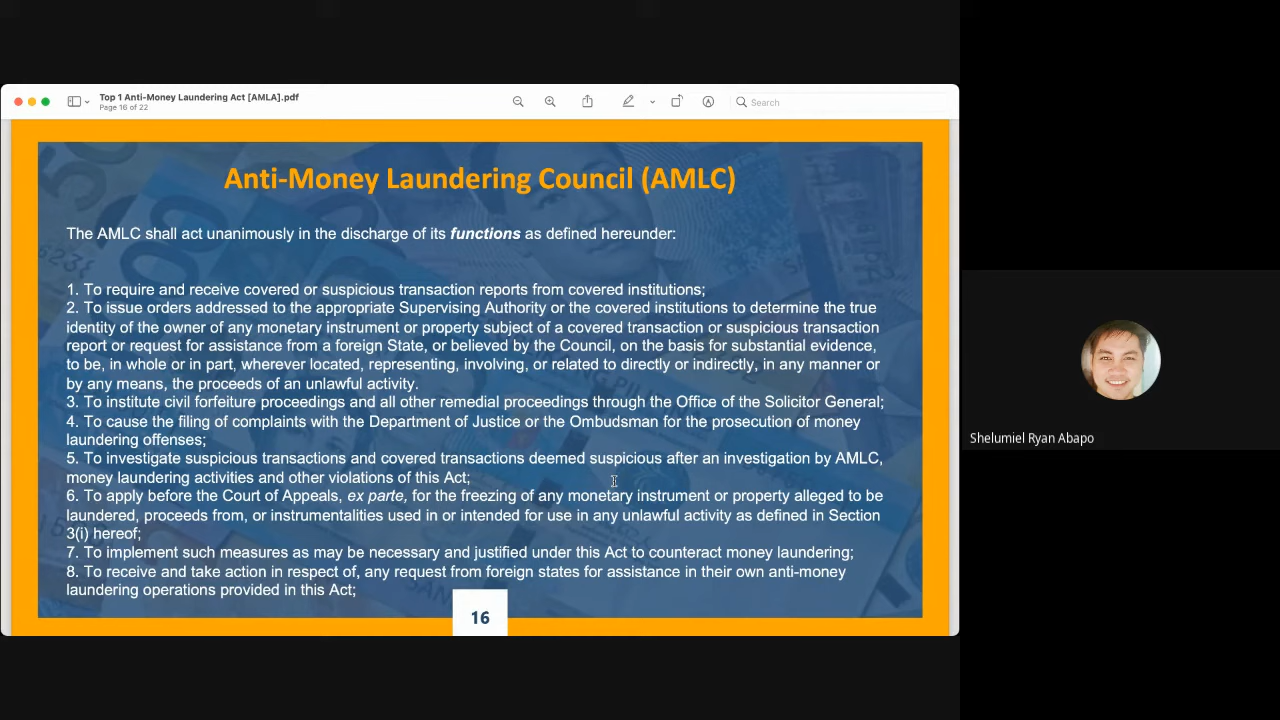 Top 1 Anti-Money Laundering Act [AMLA].pdf
Page 16 of 22
Search
Anti-Money Laundering Council (AMLC)
The AMLC shall act unanimously in the discharge of its functions as defined hereunder:
1. To require and receive covered or suspicious transaction reports from covered institutions;
2. To issue orders addressed to the appropriate Supervising Authority or the covered institutions to determine the true
identity of the owner of any monetary instrument or property subject of a covered transaction or suspicious transaction
report or request for assistance from a foreign State, or believed by the Council, on the basis for substantial evidence,
to be, in whole or in part, wherever located, representing, involving, or related to directly or indirectly, in any manner or
by any means, the proceeds of an unlawful activity.
3. To institute civil forfeiture proceedings and all other remedial proceedings through the Office of the Solicitor General;
4. To cause the filing of complaints with the Department of Justice or the Ombudsman for the prosecution of money
laundering offenses;
5. To investigate suspicious transactions and covered transactions deemed suspicious after an investigation by AMLC,
money laundering activities and other violations of this Act;
6. To apply before the Court of Appeals, ex parte, for the freezing of any monetary instrument or property alleged to be
laundered, proceeds from, or instrumentalities used in or intended for use in any unlawful activity as defined in Section
3(i) hereof;
7. To implement such measures as may be necessary and justified under this Act to counteract money laundering;
8. To receive and take action in respect of, any request from foreign states for assistance in their own anti-money
laundering operations provided in this Act;
16
Shelumiel Ryan Abapo